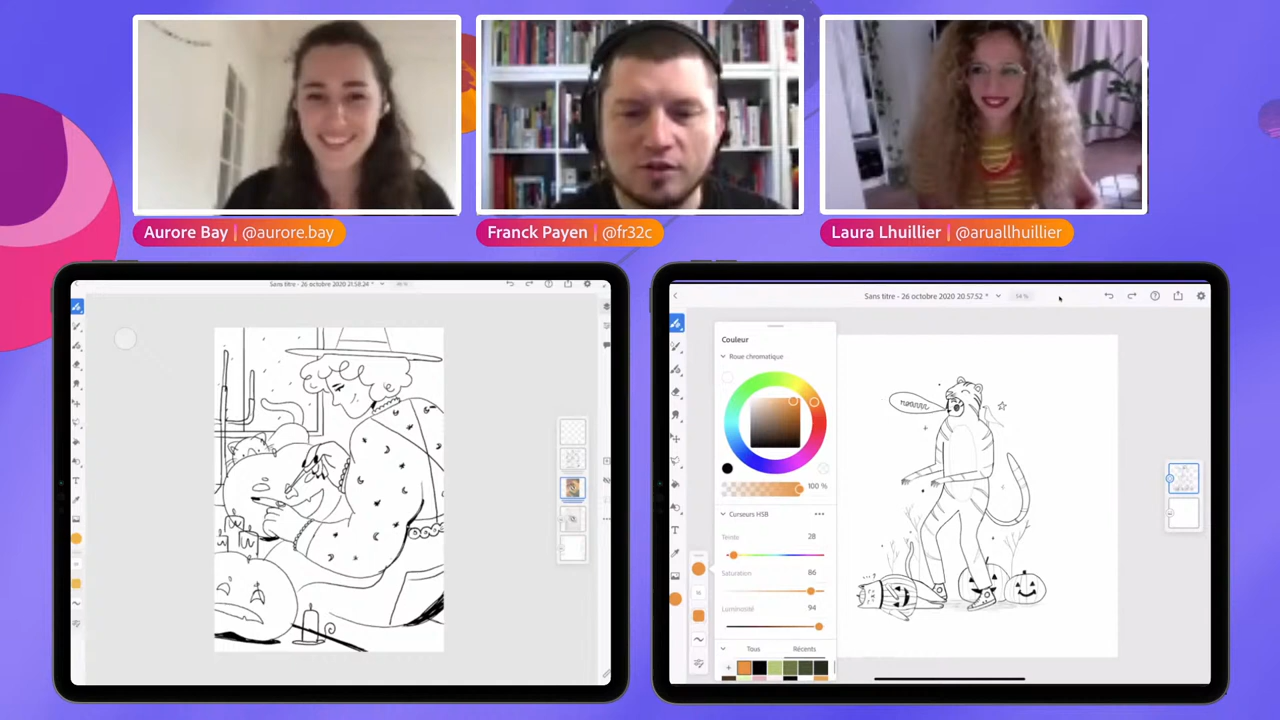 Aurore Bay | @aurore.bay
Franck Payen | @fr32c
Laura Lhuillier | @aruallhuillier
Sans titre - 26 octobre 2020 21.58.24 *
Sans titre - 26 octobre 2020 20.57.52 *
54 %
Couleur
Roue chromatique
100 %
Curseurs HSB
Teinte
28
Saturation
86
Luminosité
94
Tous
Récents
T
T